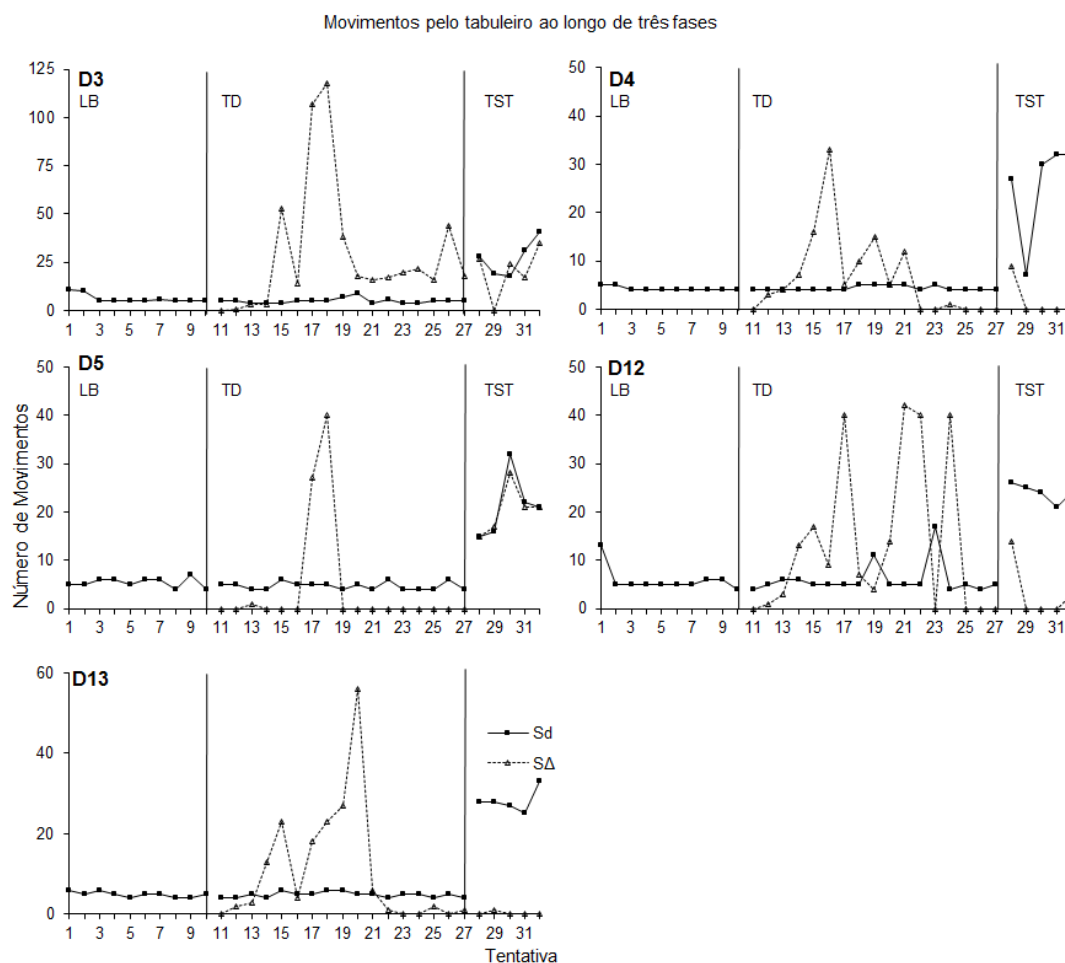 Movimentos pelo tabuleiro ao longo de três fases
D3
LB
TD
TST
125
100
75
50
25
0
1 3 5 7 9 11 13 15 17 19 21 23 25 27 29 31
D4
LB
TD
TST
50
40
30
20
10
0
1 3 5 7 9 11 13 15 17 19 21 23 25 27 29 31
D5
LB
TD
TST
50
40
30
20
10
0
1 3 5 7 9 11 13 15 17 19 21 23 25 27 29 31
D12
LB
TD
TST
50
40
30
20
10
0
1 3 5 7 9 11 13 15 17 19 21 23 25 27 29 31
Número de Movimentos
D13
60
40
20
0
1 3 5 7 9 11 13 15 17 19 21 23 25 27 29 31
Sd
SΔ
Tentativa